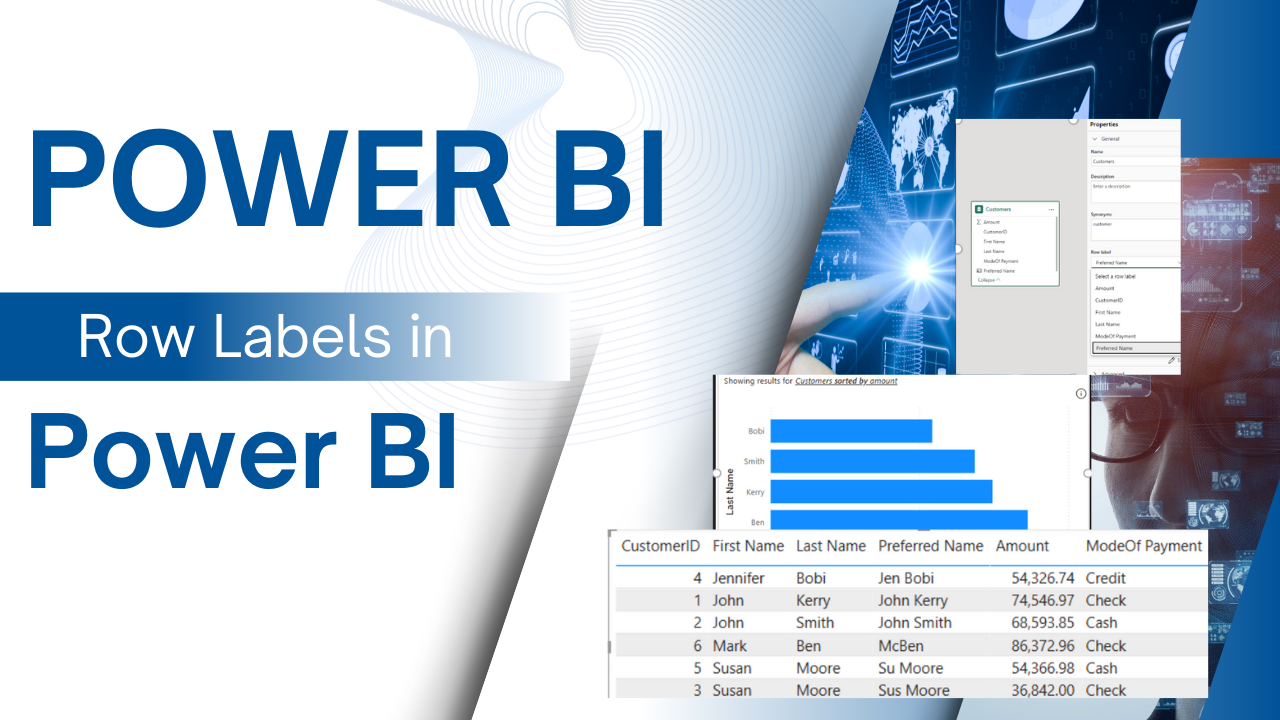 POWER BI
Row Labels in
Power BI
Properties
General
Name
Customers
Description
Enter a description
Synonyms
customer
Row label
Preferred Name
Select a row label
Amount
CustomerID
First Name
Last Name
ModeOf Payment
Preferred Name
Customers
Amount
CustomerID
First Name
Last Name
ModeOf Payment
Preferred Name
Collapse
Showing results for Customers sorted by amount
Last Name
Bobi
Smith
Kerry
Ben
CustomerID First Name Last Name Preferred Name Amount ModeOf Payment
4 Jennifer Bobi Jen Bobi 54,326.74 Credit
1 John Kerry John Kerry 74,546.97 Check
2 John Smith John Smith 68,593.85 Cash
6 Mark Ben McBen 86,372.96 Check
5 Susan Moore Su Moore 54,366.98 Cash
3 Susan Moore Sus Moore 36,842.00 Check